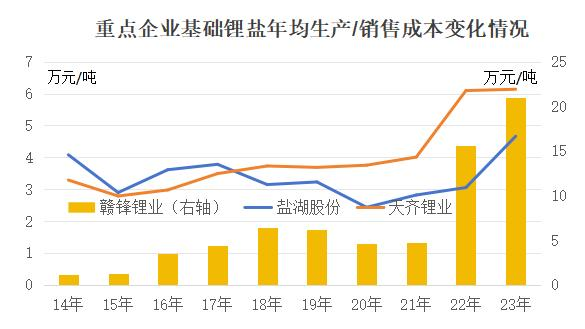 重点企业基础锂盐年均生产/销售成本变化情况
7
6
5
4
3
2
1
0
万元/吨
万元/吨
25
20
15
10
5
0
赣锋锂业（右轴）
盐湖股份
大齐锂业
14年 15年 16年 17年 18年 19年 20年 21年 22年 23年